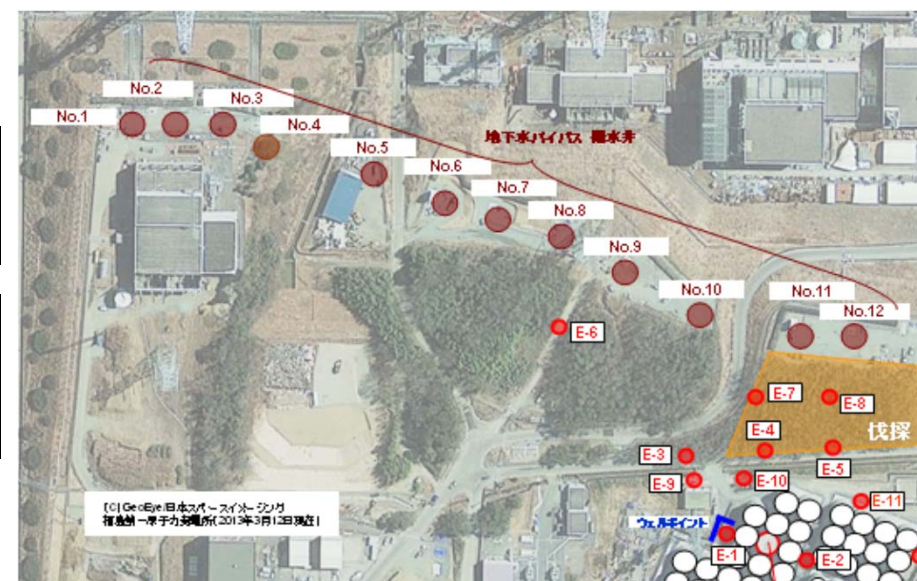 No.2
No.3
No.1
No.4
No.5
No.6
No.7
No.8
No.9
No.10
No.11
No.12
地下水バイパス 揚水井
E-6
E-7
E-8
伐採
E-4
E-5
E-3
E-10
E-9
E-11
ウェルポイント
E-1
E-2
(C)GeoEye/日本スペースイメージング
福島第一原子力発電所(2013年3月12日現在)